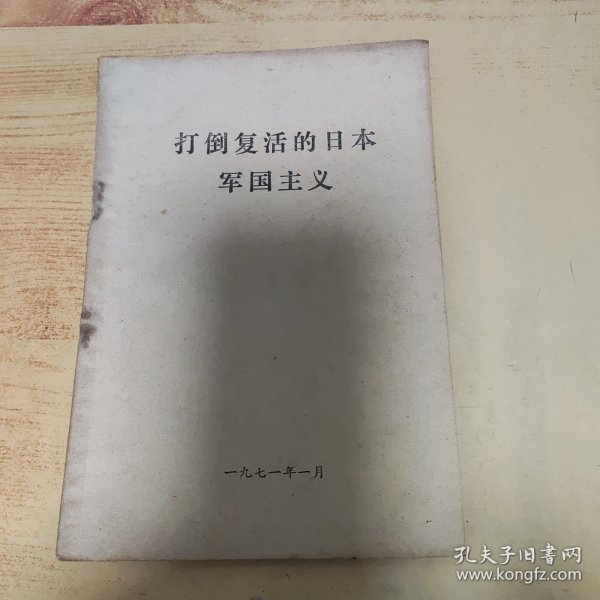 打倒复活的日本
军国主义
一九七一年一月
孔夫子旧书网
www.kongfz.com